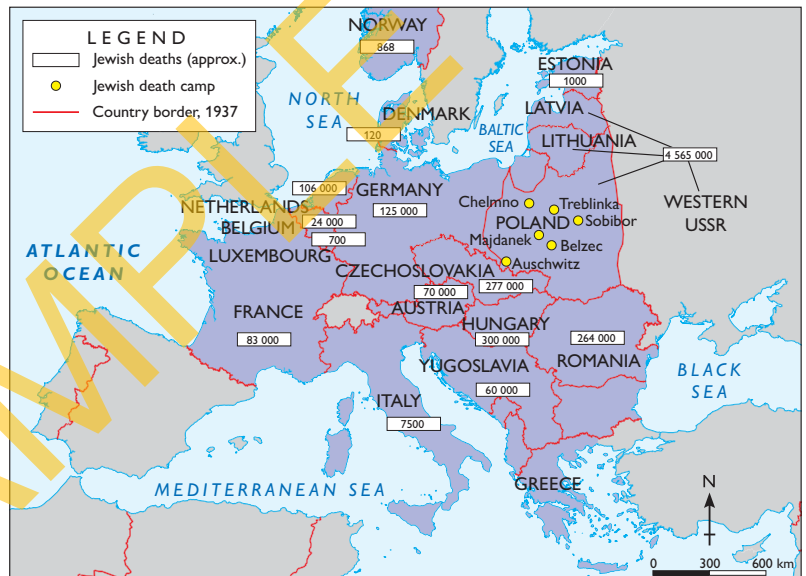 LEGEND
Jewish deaths (approx.)
Jewish death camp
Country border, 1937
NORWAY
868
ESTONIA
1000
NORTH
SEA
DENMARK
120
LATVIA
BALTIC
SEA
LITHUANIA
4 565 000
WESTERN
USSR
106 000
NETHERLANDS
GERMANY
125 000
24 000
BELGIUM
700
LUXEMBOURG
Chelmno
Treblinka
POLAND
Sobibor
Majdanek
Belzec
Auschwitz
ATLANTIC
OCEAN
CZECHOSLOVAKIA
277 000
70 000
AUSTRIA
FRANCE
83 000
HUNGARY
300 000
264 000
ROMANIA
YUGOSLAVIA
60 000
BLACK
SEA
ITALY
7500
GREECE
MEDITERRANEAN SEA
N
0 300 600 km
AMPLE